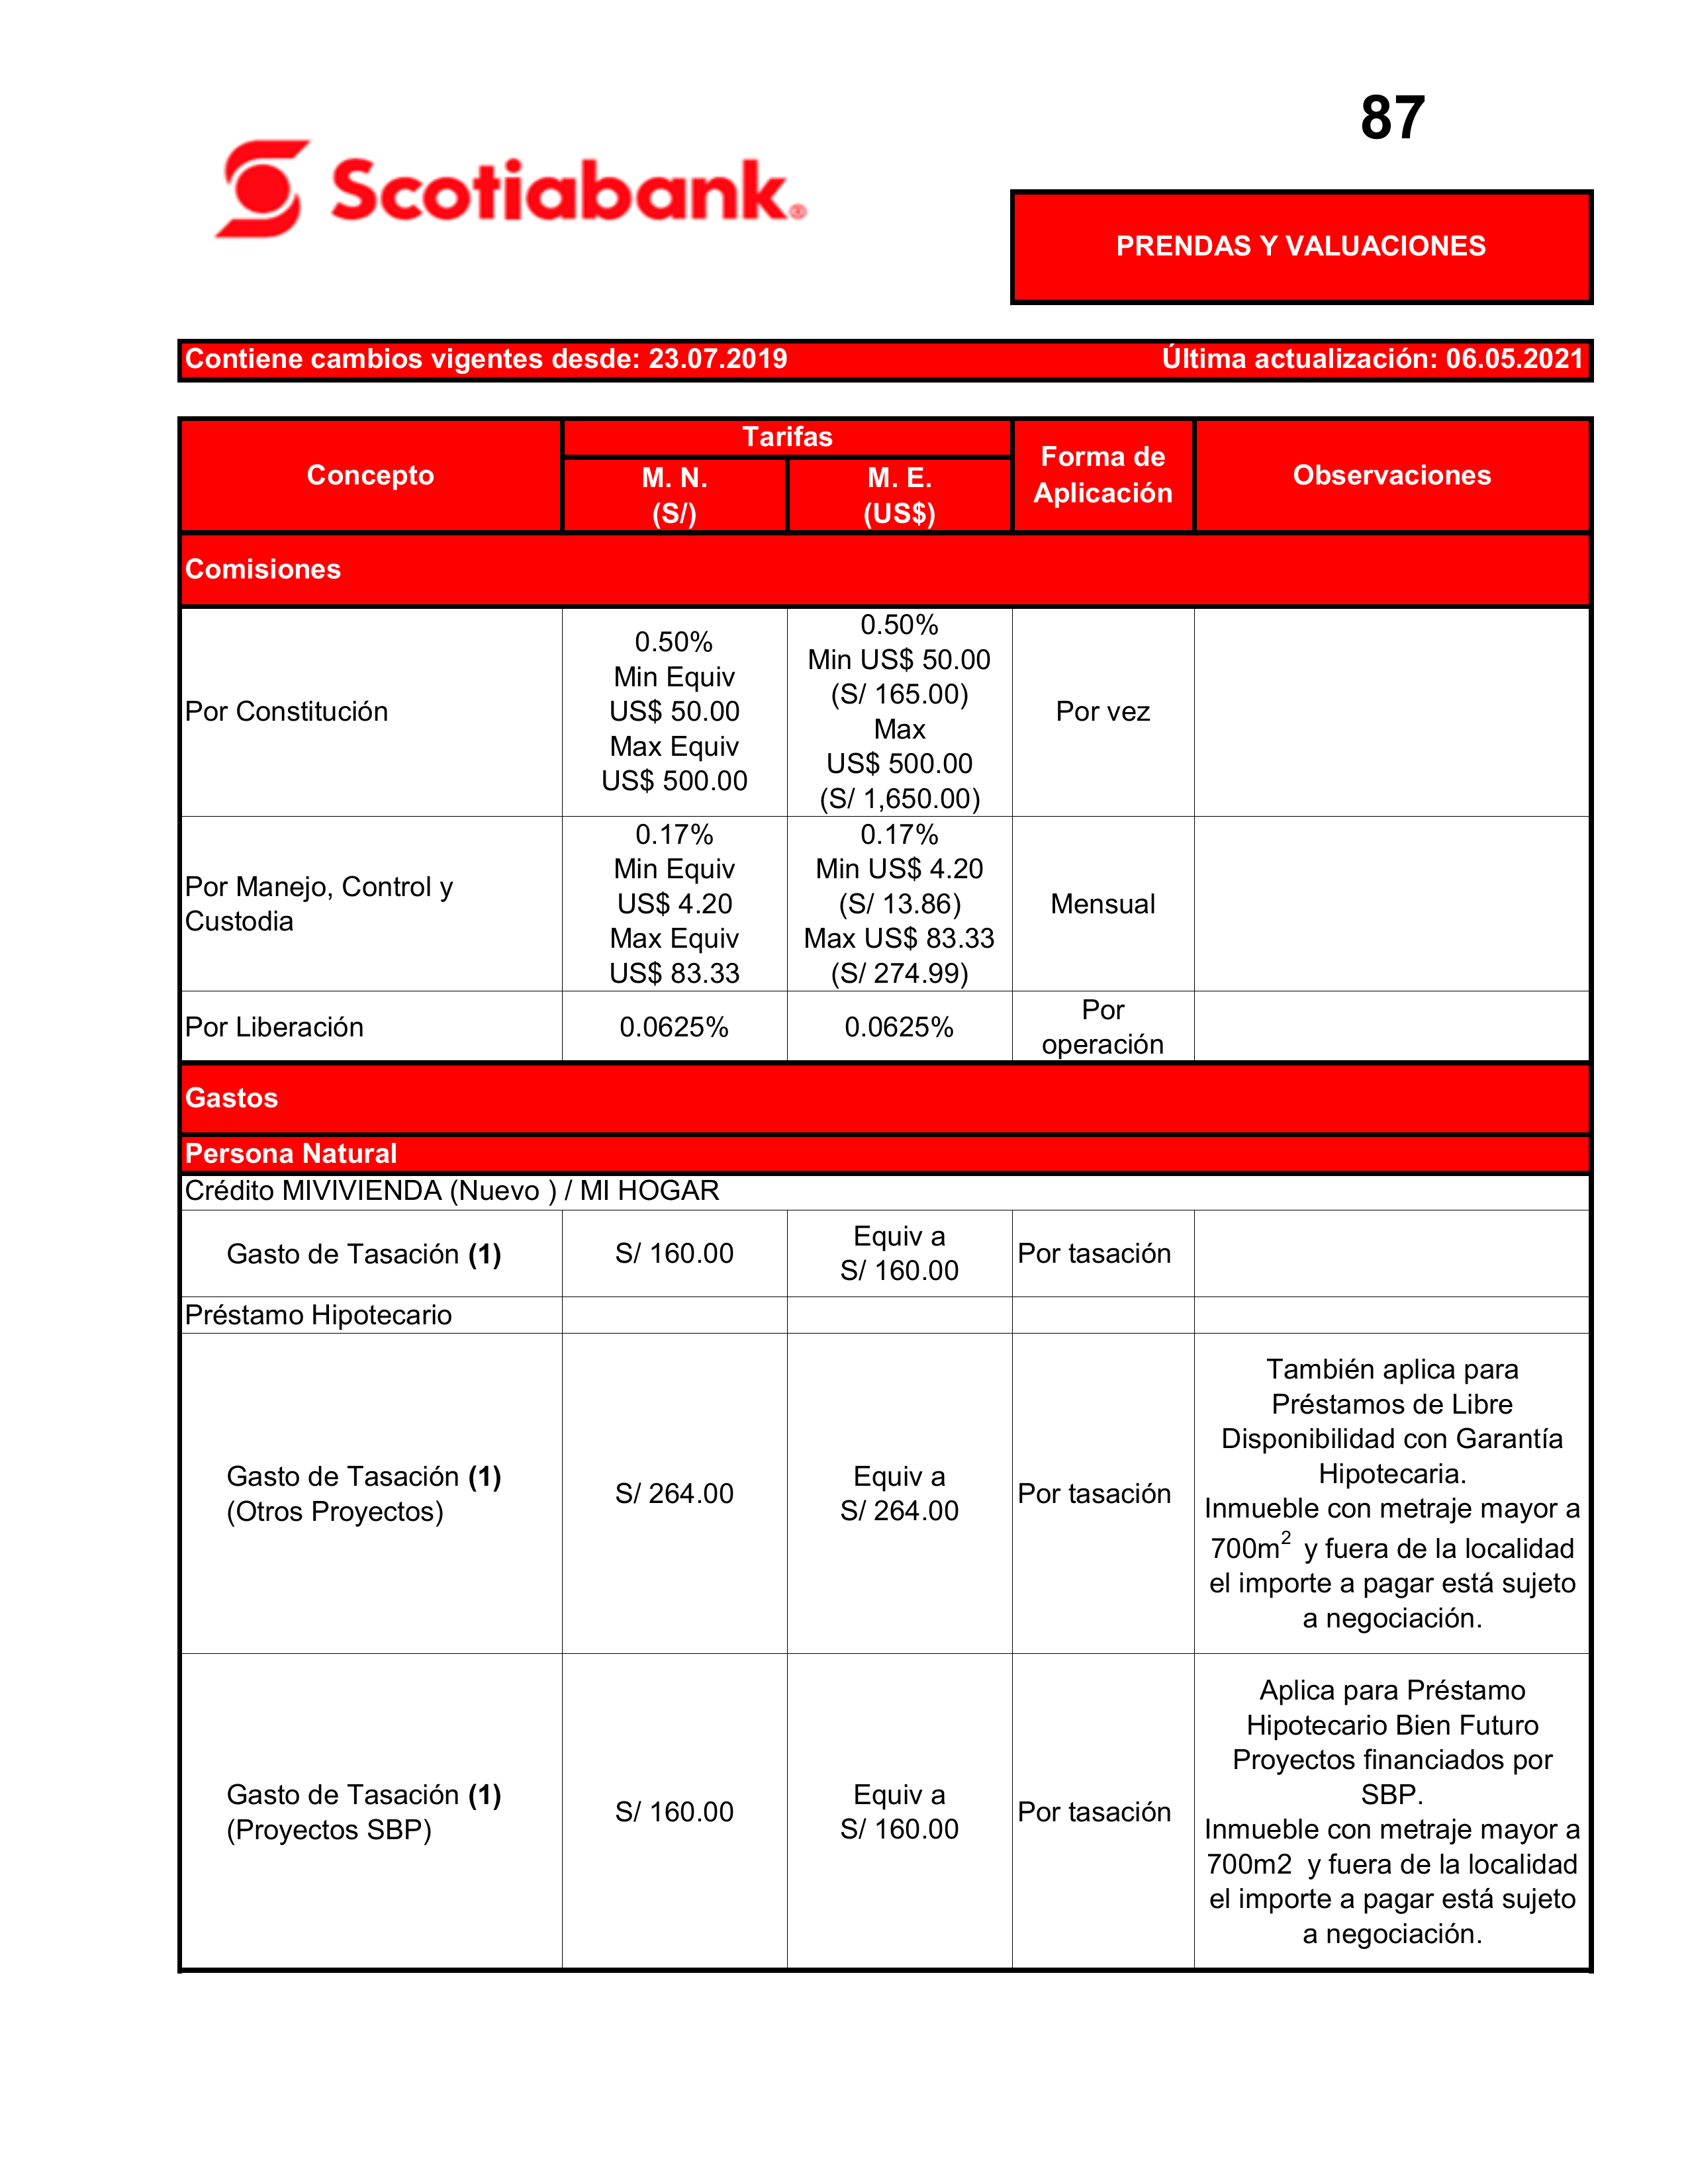 87
Scotiabank®
PRENDAS Y VALUACIONES
Contiene cambios vigentes desde: 23.07.2019 Última actualización: 06.05.2021
Concepto
Tarifas
M. N.
(S/)
M. E.
(US$)
Forma de
Aplicación
Observaciones
Comisiones
Por Constitución
0.50%
Min Equiv
US$ 50.00
Max Equiv
US$ 500.00
0.50%
Min US$ 50.00
(S/ 165.00)
Max
US$ 500.00
(S/ 1,650.00)
Por vez
Por Manejo, Control y
Custodia
0.17%
Min Equiv
US$ 4.20
Max Equiv
US$ 83.33
0.17%
Min US$ 4.20
(S/ 13.86)
Max US$ 83.33
(S/ 274.99)
Mensual
Por Liberación
0.0625%
0.0625%
Por
operación
Gastos
Persona Natural
Crédito MIVIVIENDA (Nuevo ) / MI HOGAR
Gasto de Tasación (1)
S/ 160.00
Equiv a
S/ 160.00
Por tasación
Préstamo Hipotecario
Gasto de Tasación (1)
(Otros Proyectos)
S/ 264.00
Equiv a
S/ 264.00
Por tasación
También aplica para
Préstamos de Libre
Disponibilidad con Garantía
Hipotecaria.
Inmueble con metraje mayor a
700m² y fuera de la localidad
el importe a pagar está sujeto
a negociación.
Gasto de Tasación (1)
(Proyectos SBP)
S/ 160.00
Equiv a
S/ 160.00
Por tasación
Aplica para Préstamo
Hipotecario Bien Futuro
Proyectos financiados por
SBP.
Inmueble con metraje mayor a
700m2 y fuera de la localidad
el importe a pagar está sujeto
a negociación.